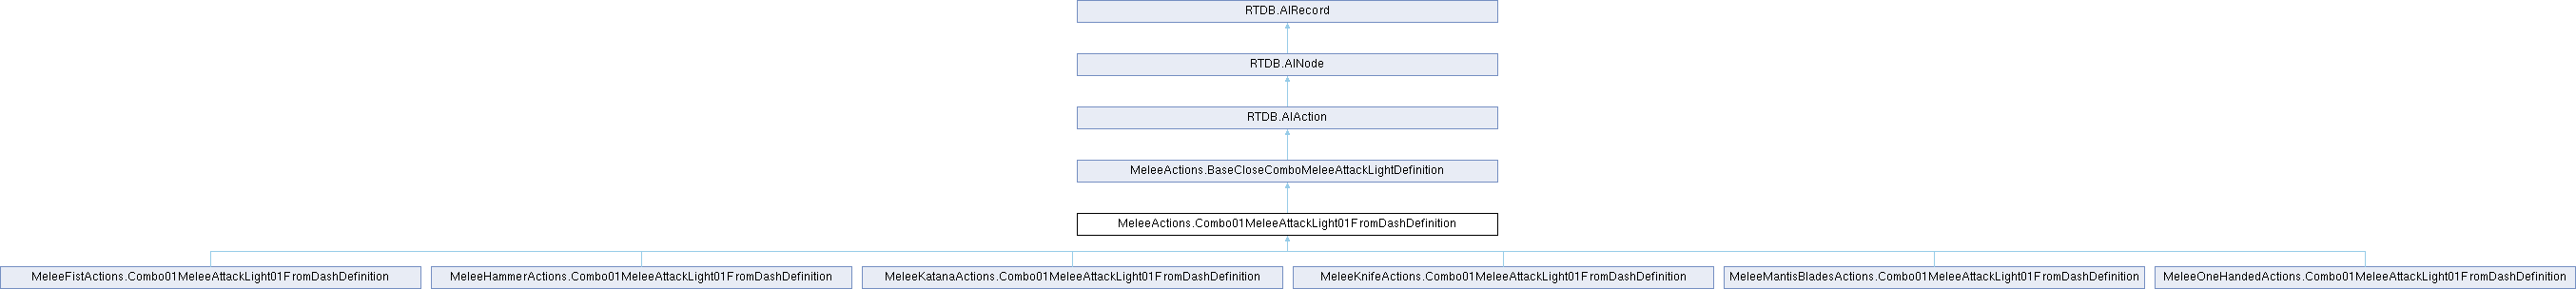 RTDB.AIRecord
RTDB.AINode
RTDB.AIAction
MeleeActions.BaseCloseComboMeleeAttackLightDefinition
MeleeActions.Combo01MeleeAttackLight01FromDashDefinition
MeleeFistActions.Combo01MeleeAttackLight01FromDashDefinition
MeleeHammerActions.Combo01MeleeAttackLight01FromDashDefinition
MeleeKatanaActions.Combo01MeleeAttackLight01FromDashDefinition
MeleeKnifeActions.Combo01MeleeAttackLight01FromDashDefinition
MeleeMantisBladesActions.Combo01MeleeAttackLight01FromDashDefinition
MeleeOneHandedActions.Combo01MeleeAttackLight01FromDashDefinition